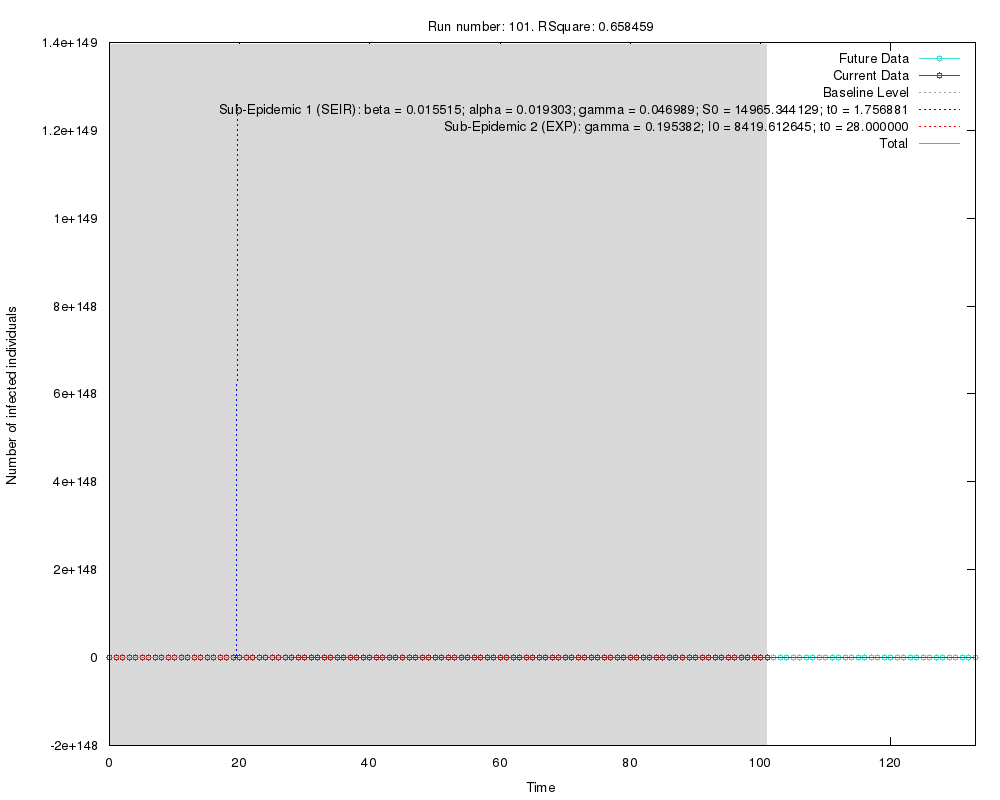 Run number: 101. RSquare: 0.658459
1.4e+149
1.2e+149
1e+149
8e+148
6e+148
4e+148
2e+148
0
-2e+148
Number of infected individuals
Future Data
Current Data
Baseline Level
Sub-Epidemic 1 (SEIR): beta = 0.015515; alpha = 0.019303; gamma = 0.046989; S0 = 14965.344129; t0 = 1.756881
Sub-Epidemic 2 (EXP): gamma = 0.195382; I0 = 8419.612645; t0 = 28.000000
Total
0 20 40 60 80 100 120
Time